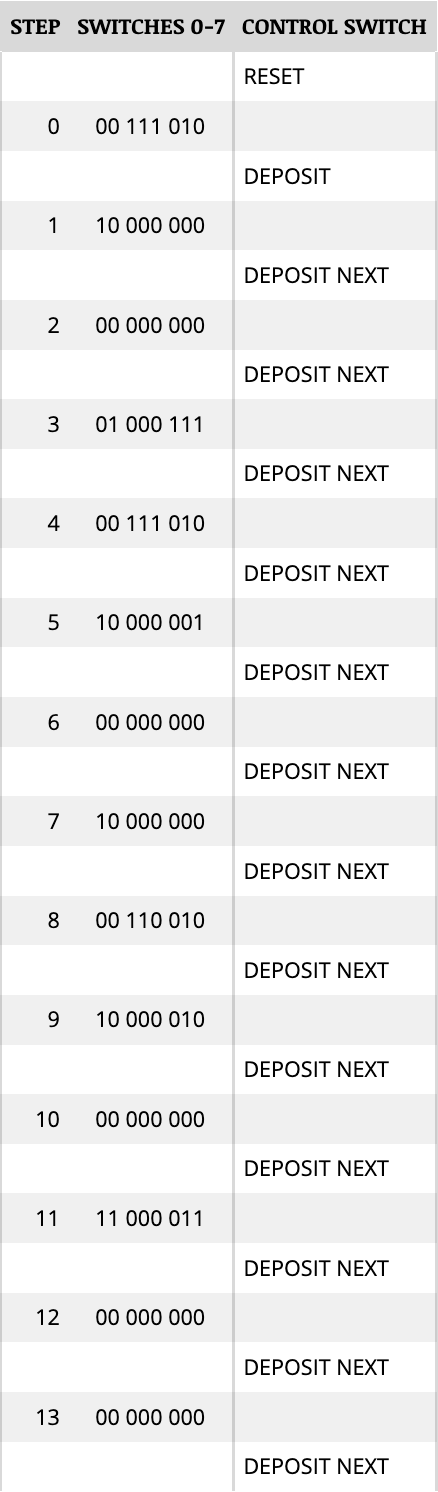 STEP SWITCHES 0-7 CONTROL SWITCH
RESET
0 00 111 010
DEPOSIT
1 10 000 000
DEPOSIT NEXT
2 00 000 000
DEPOSIT NEXT
3 01 000 111
DEPOSIT NEXT
4 00 111 010
DEPOSIT NEXT
5 10 000 001
DEPOSIT NEXT
6 00 000 000
DEPOSIT NEXT
7 10 000 000
DEPOSIT NEXT
8 00 110 010
DEPOSIT NEXT
9 10 000 010
DEPOSIT NEXT
10 00 000 000
DEPOSIT NEXT
11 11 000 011
DEPOSIT NEXT
12 00 000 000
DEPOSIT NEXT
13 00 000 000
DEPOSIT NEXT